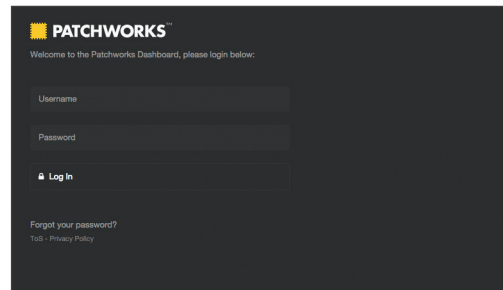 PATCHWORKS™
Welcome to the Patchworks Dashboard, please login below:
Username
Password
Log In
Forgot your password?
ToS - Privacy Policy